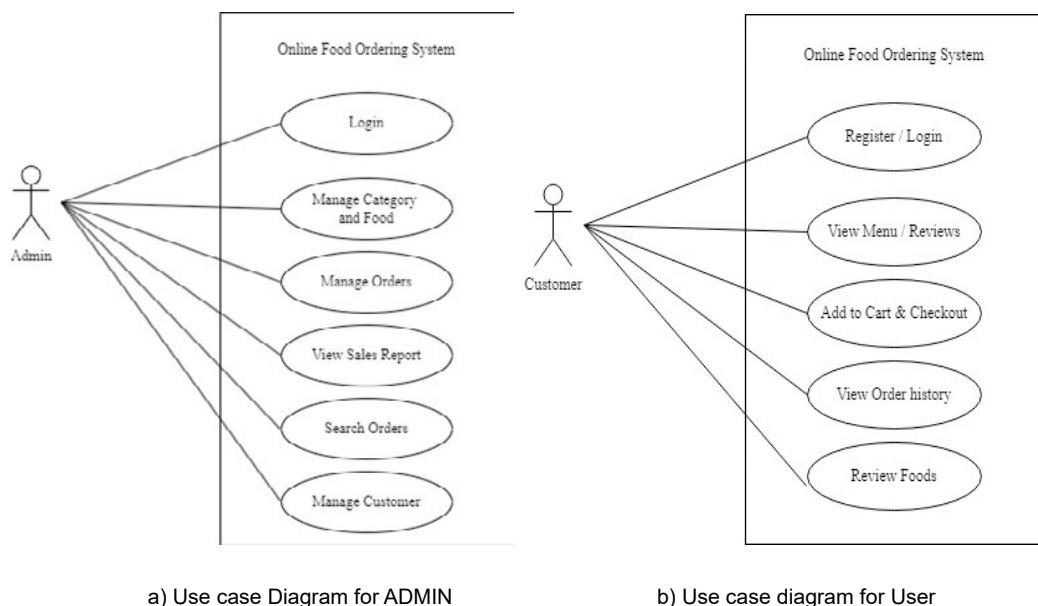 Online Food Ordering System
Login
Manage Category
and Food
Admin
Manage Orders
View Sales Report
Search Orders
Manage Customer
a) Use case Diagram for ADMIN
Online Food Ordering System
Register / Login
View Menu / Reviews
Customer
Add to Cart & Checkout
View Order history
Review Foods
b) Use case diagram for User